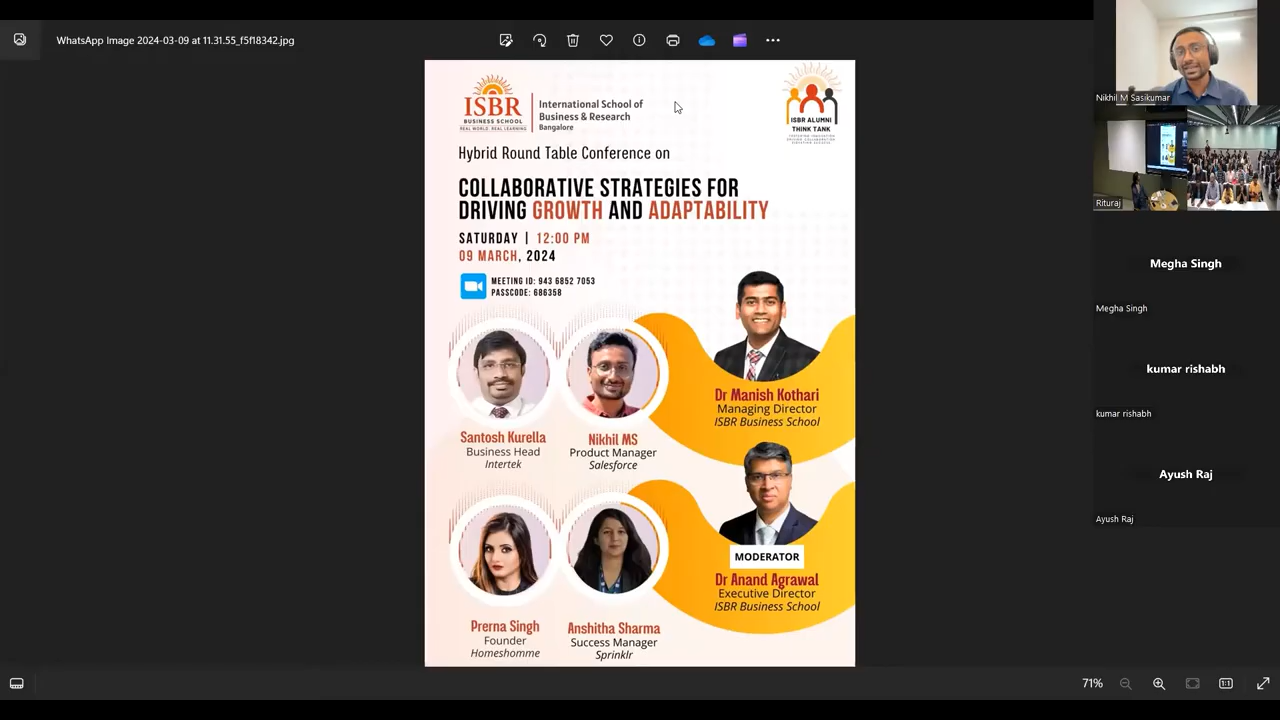 WhatsApp Image 2024-03-09 at 11.31.55_f5f18342.jpg
ISBR
BUSINESS SCHOOL
REAL WORLD. REAL LEARNING
International School of
Business & Research
Bangalore
ISBR ALUMNI
THINK TANK
Hybrid Round Table Conference on
COLLABORATIVE STRATEGIES FOR
DRIVING GROWTH AND ADAPTABILITY
SATURDAY | 12:00 PM
09 MARCH, 2024
MEETING ID: 943 6852 7053
PASSCODE: 686358
Dr Manish Kothari
Managing Director
ISBR Business School
Santosh Kurella
Business Head
Intertek
Nikhil MS
Product Manager
Salesforce
MODERATOR
Dr Anand Agrawal
Executive Director
ISBR Business School
Prerna Singh
Founder
Homeshomme
Anshitha Sharma
Success Manager
Sprinklr
71%
1:1
Nikhil M Sasikumar
Rituraj
Megha Singh
Megha Singh
kumar rishabh
kumar rishabh
Ayush Raj
Ayush Raj